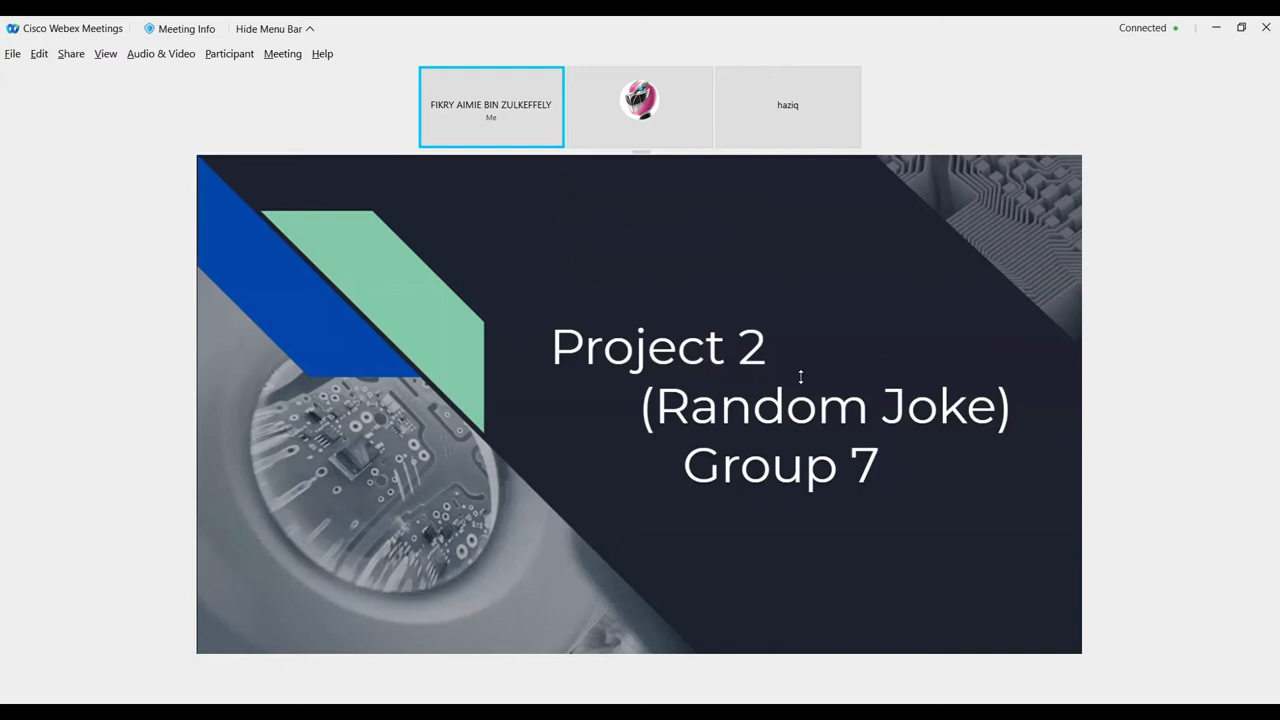 Cisco Webex Meetings
Meeting Info
Hide Menu Bar
Connected
File Edit Share View Audio & Video Participant Meeting Help
FIKRY AIMIE BIN ZULKEFFELY
Me
haziq
Project 2
(Random Joke)
Group 7